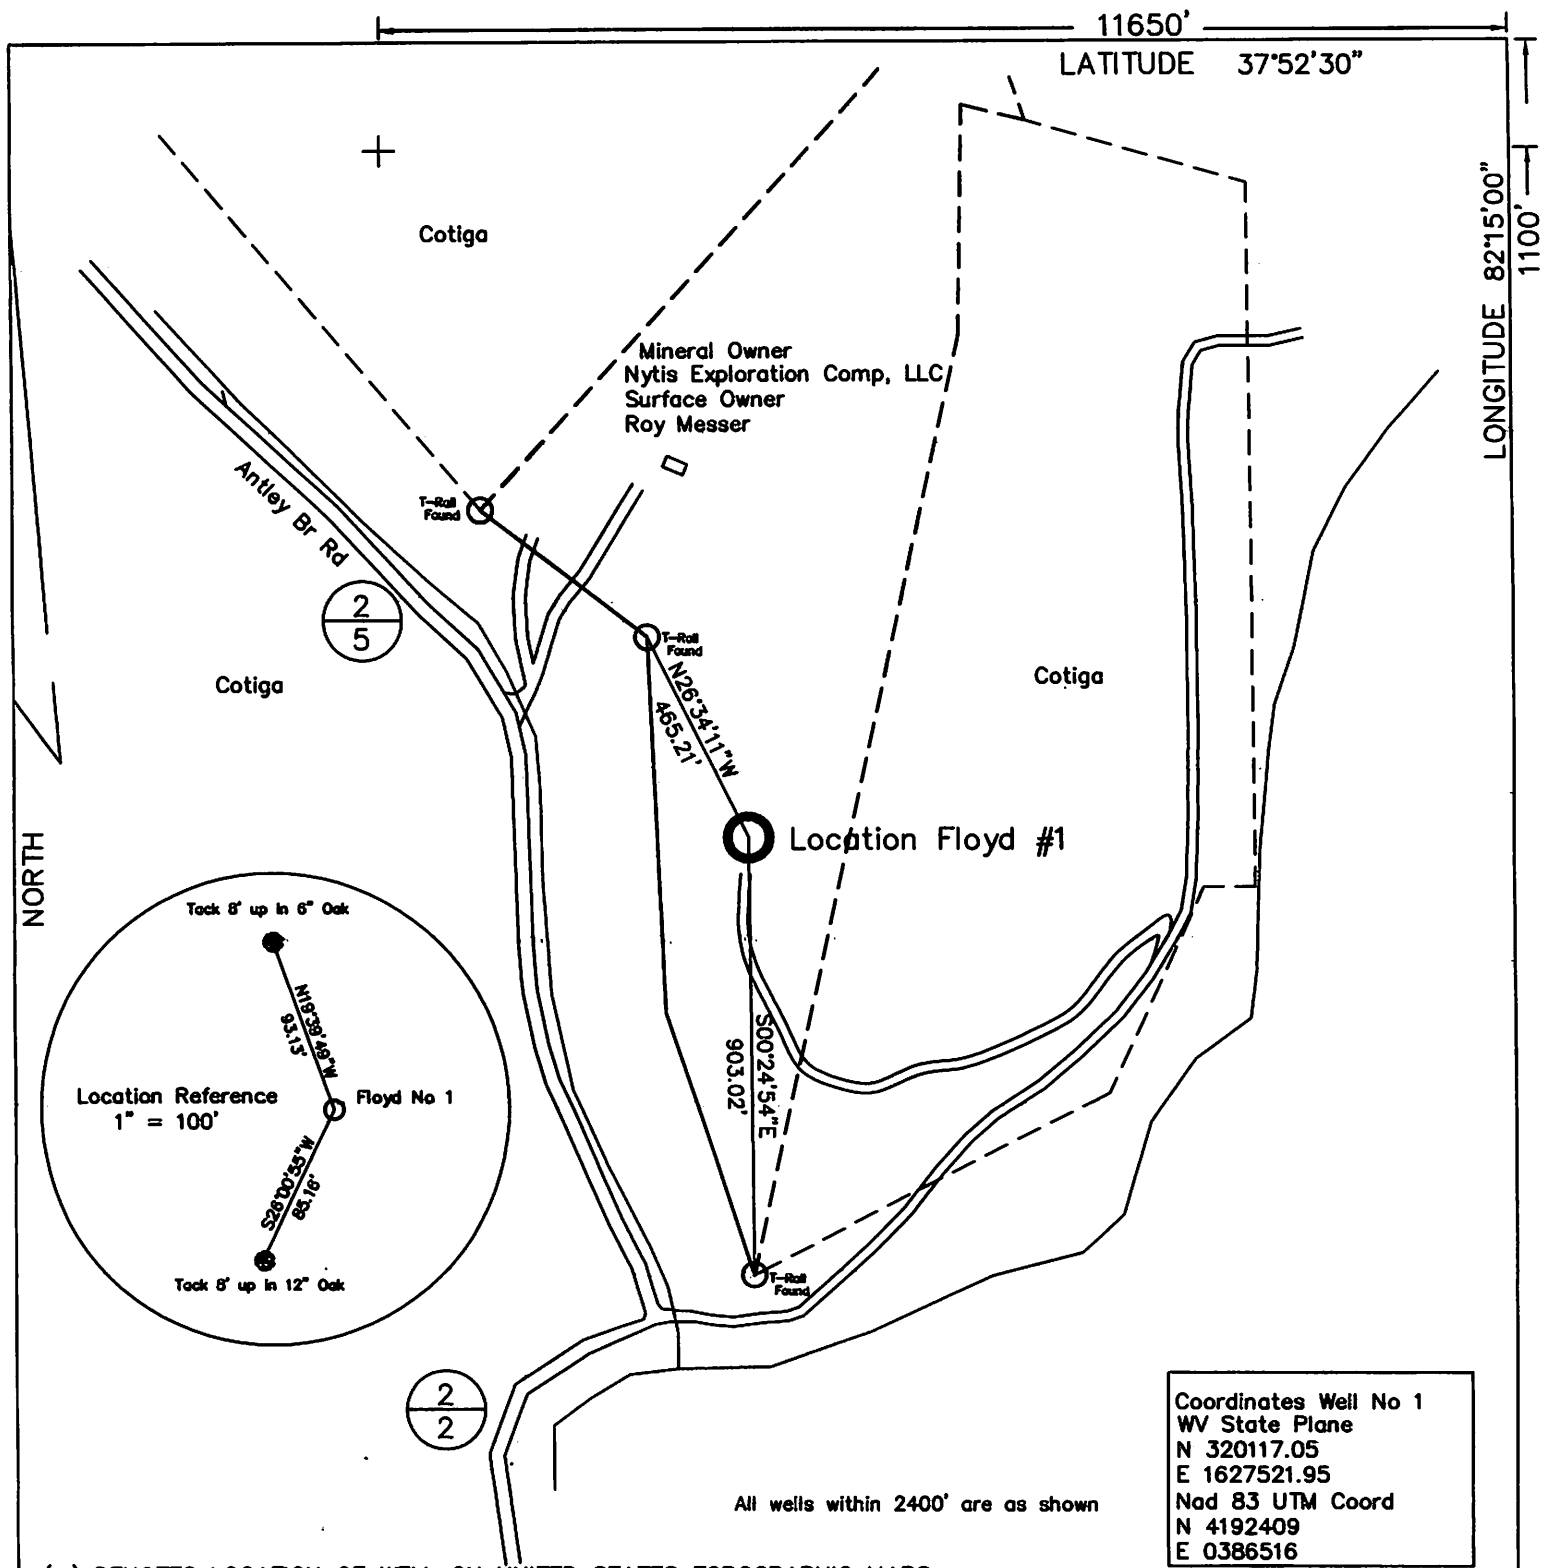 11650'
LATITUDE 37°52'30"
LONGITUDE 82°15'00"
1100'
Cotiga
Mineral Owner
Nytis Exploration Comp, LLC
Surface Owner
Roy Messer
Antley Br Rd
T-Rail
Found
2
5
T-Rail
Found
Cotiga
Cotiga
N26°34'11"W
465.21'
Location Floyd #1
NORTH
Tack 8' up in 6" Oak
N19°39'49"W
93.13'
Location Reference
1" = 100'
Floyd No 1
S26°00'55"W
85.16'
Tack 8' up in 12" Oak
S00°24'54"E
903.02'
T-Rail
Found
2
2
All wells within 2400' are as shown
Coordinates Well No 1
WV State Plane
N 320117.05
E 1627521.95
Nad 83 UTM Coord
N 4192409
E 0386516